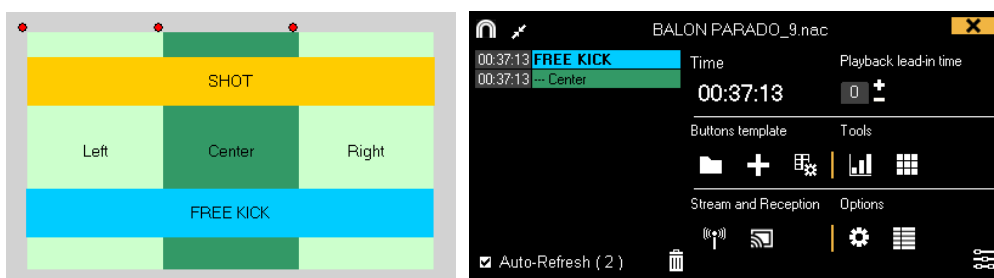 SHOT
Left Center Right
FREE KICK
BALON PARADO_9.nac
00:37:13 FREE KICK
00:37:13 --- Center
Time Playback lead-in time
00:37:13 0
Buttons template Tools
Stream and Reception Options
Auto-Refresh ( 2 )